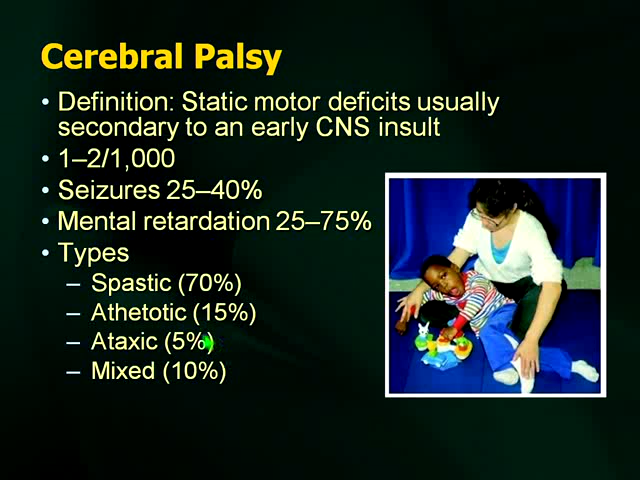 Cerebral Palsy
• Definition: Static motor deficits usually
secondary to an early CNS insult
• 1–2/1,000
• Seizures 25–40%
• Mental retardation 25–75%
• Types
– Spastic (70%)
– Athetotic (15%)
– Ataxic (5%)
– Mixed (10%)